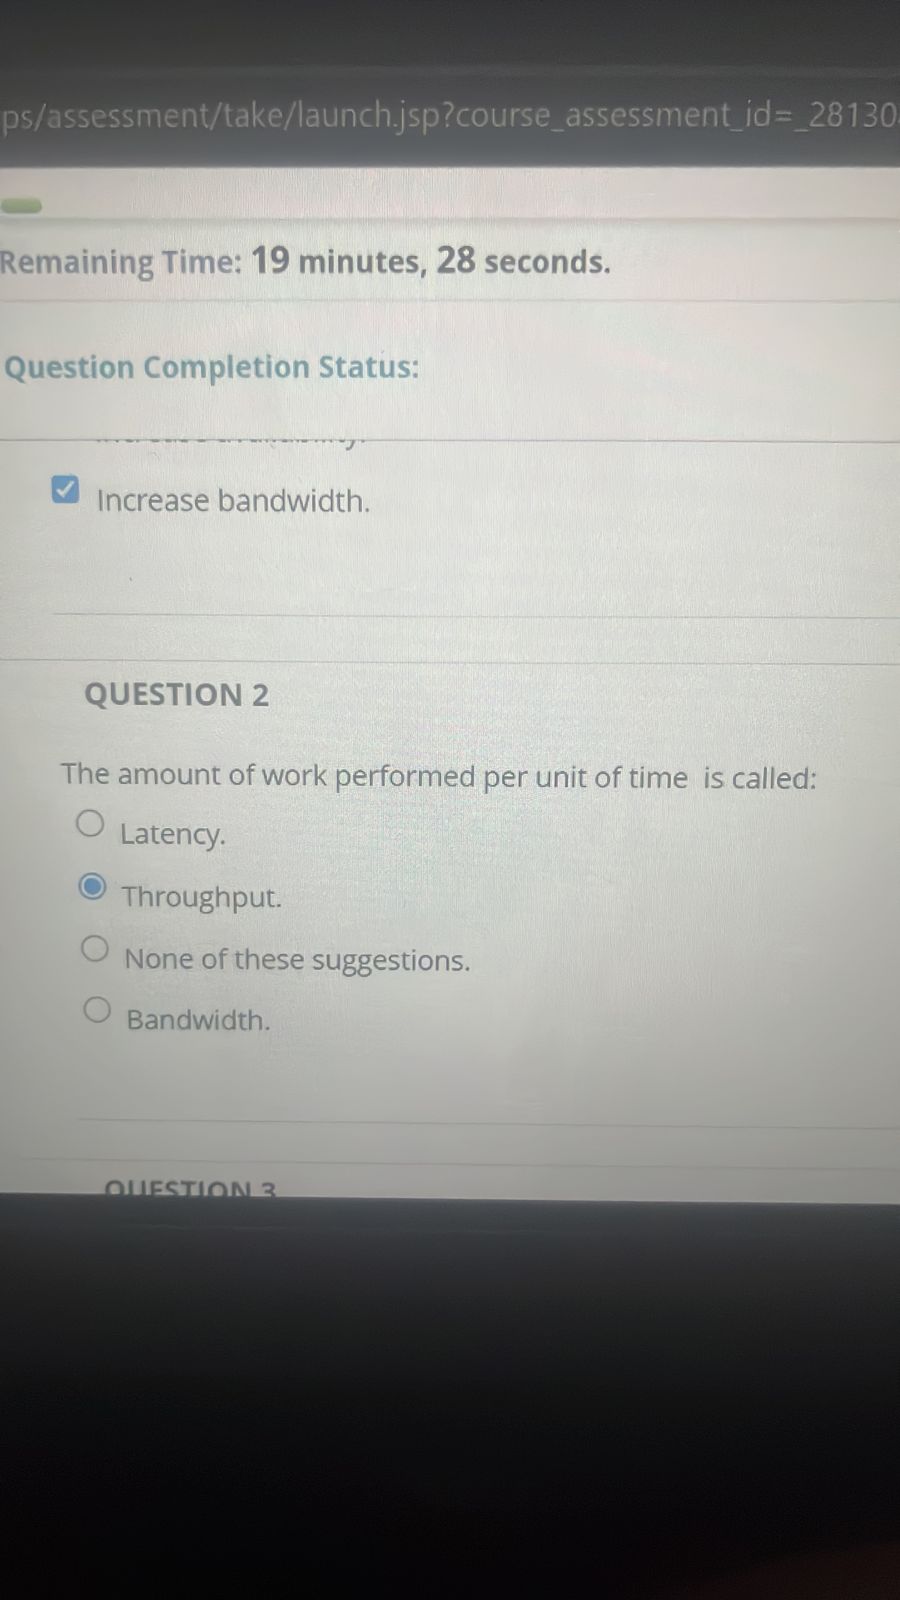 ps/assessment/take/launch.jsp?course_assessment_id=_28130
Remaining Time: 19 minutes, 28 seconds.
Question Completion Status:
Increase bandwidth.
QUESTION 2
The amount of work performed per unit of time is called:
Latency.
Throughput.
None of these suggestions.
Bandwidth.
QUESTION 3